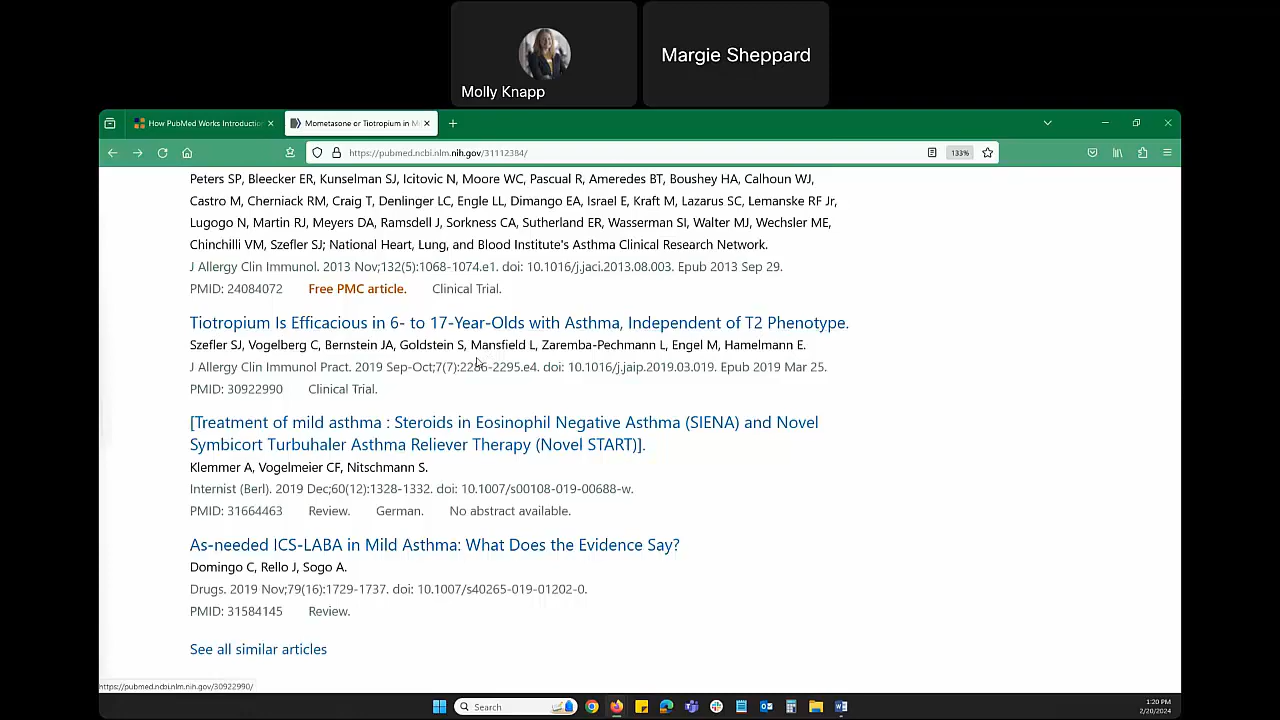 Molly Knapp
Margie Sheppard
How PubMed Works Introduction
Mometasone or Tiotropium in M
https://pubmed.ncbi.nlm.nih.gov/31112384/
133%
Peters SP, Bleecker ER, Kunselman SJ, Icitovic N, Moore WC, Pascual R, Ameredes BT, Boushey HA, Calhoun WJ,
Castro M, Cherniack RM, Craig T, Denlinger LC, Engle LL, Dimango EA, Israel E, Kraft M, Lazarus SC, Lemanske RF Jr,
Lugogo N, Martin RJ, Meyers DA, Ramsdell J, Sorkness CA, Sutherland ER, Wasserman SI, Walter MJ, Wechsler ME,
Chinchilli VM, Szefler SJ; National Heart, Lung, and Blood Institute's Asthma Clinical Research Network.
J Allergy Clin Immunol. 2013 Nov;132(5):1068-1074.e1. doi: 10.1016/j.jaci.2013.08.003. Epub 2013 Sep 29.
PMID: 24084072 Free PMC article. Clinical Trial.
Tiotropium Is Efficacious in 6- to 17-Year-Olds with Asthma, Independent of T2 Phenotype.
Szefler SJ, Vogelberg C, Bernstein JA, Goldstein S, Mansfield L, Zaremba-Pechmann L, Engel M, Hamelmann E.
J Allergy Clin Immunol Pract. 2019 Sep-Oct;7(7):2286-2295.e4. doi: 10.1016/j.jaip.2019.03.019. Epub 2019 Mar 25.
PMID: 30922990 Clinical Trial.
[Treatment of mild asthma : Steroids in Eosinophil Negative Asthma (SIENA) and Novel
Symbicort Turbuhaler Asthma Reliever Therapy (Novel START)].
Klemmer A, Vogelmeier CF, Nitschmann S.
Internist (Berl). 2019 Dec;60(12):1328-1332. doi: 10.1007/s00108-019-00688-w.
PMID: 31664463 Review. German. No abstract available.
As-needed ICS-LABA in Mild Asthma: What Does the Evidence Say?
Domingo C, Rello J, Sogo A.
Drugs. 2019 Nov;79(16):1729-1737. doi: 10.1007/s40265-019-01202-0.
PMID: 31584145 Review.
See all similar articles
https://pubmed.ncbi.nlm.nih.gov/30922990/
Search
1:20 PM
2/20/2024